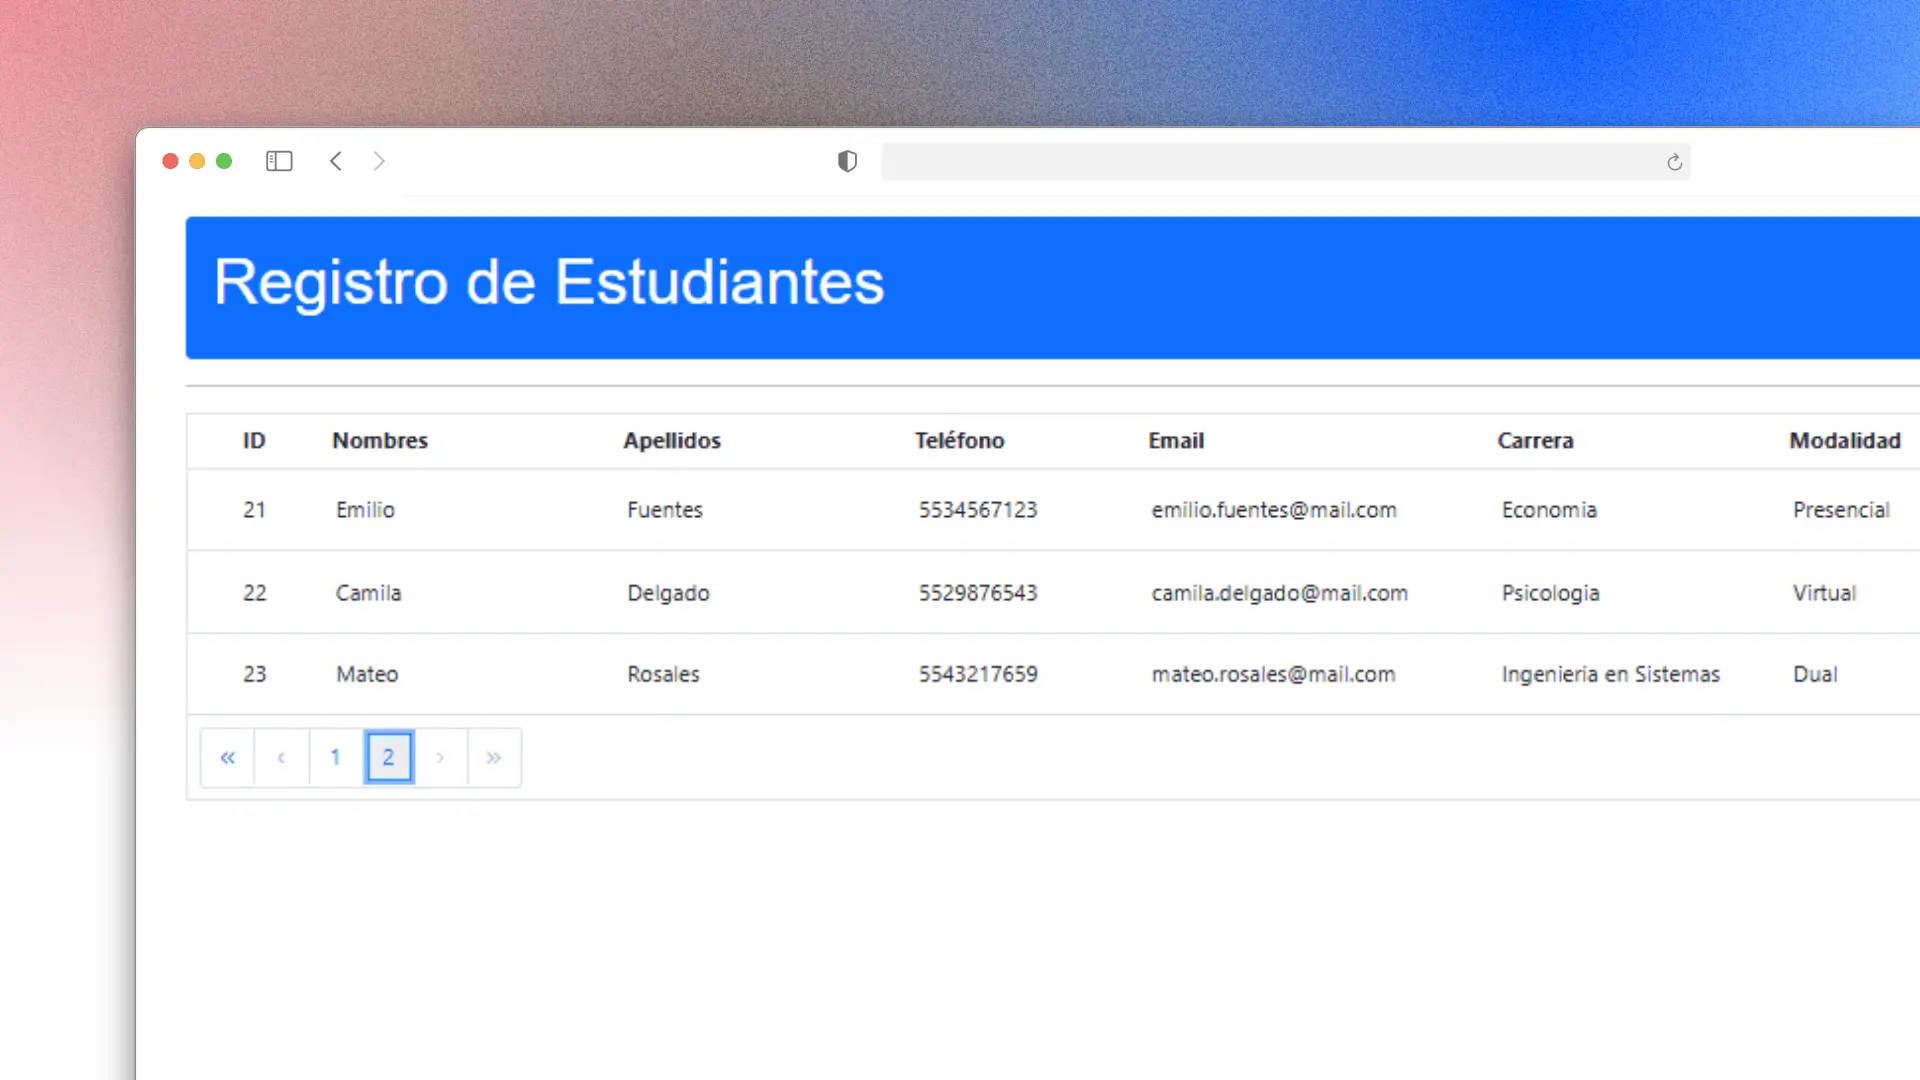 Registro de Estudiantes
ID Nombres Apellidos Teléfono Email Carrera Modalidad
21 Emilio Fuentes 5534567123 emilio.fuentes@mail.com Economia Presencial
22 Camila Delgado 5529876543 camila.delgado@mail.com Psicologia Virtual
23 Mateo Rosales 5543217659 mateo.rosales@mail.com Ingenieria en Sistemas Dual
« ‹ 1 2 › »